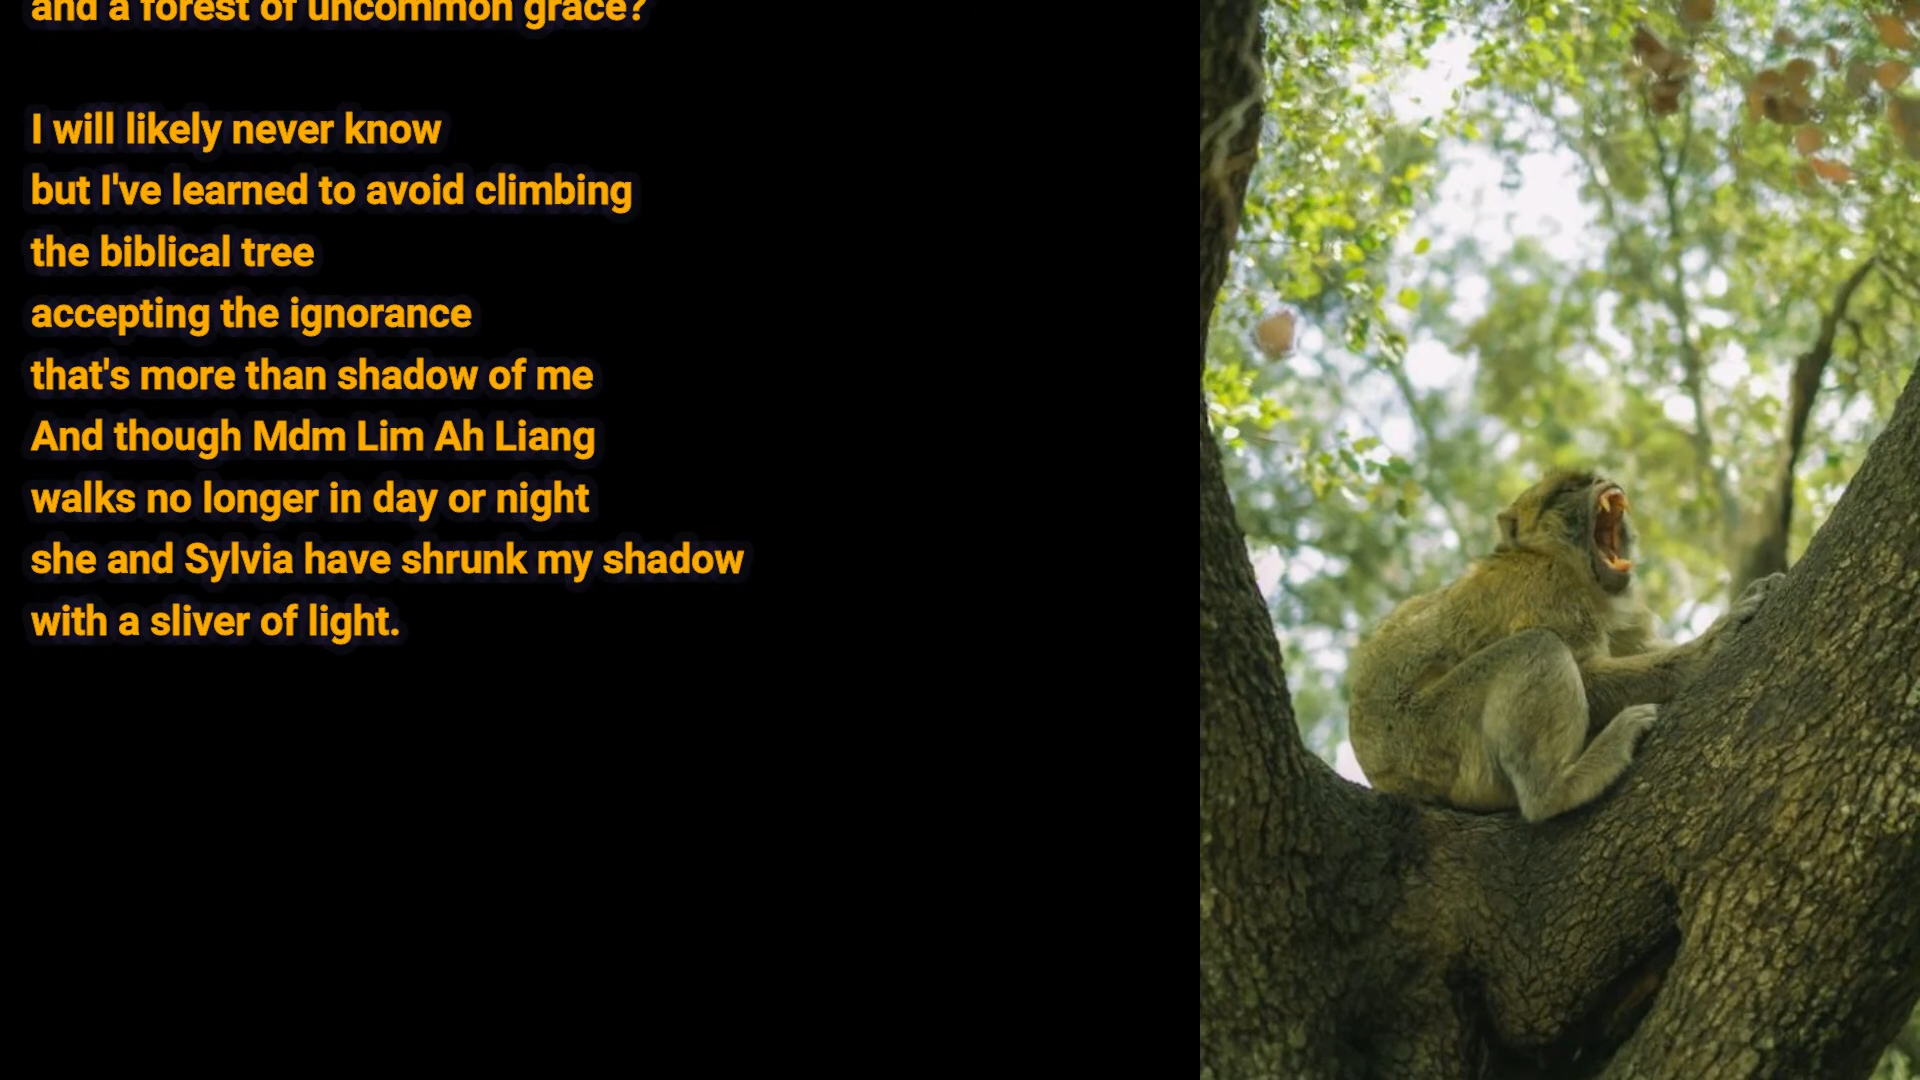 and a forest of uncommon grace?
I will likely never know
but I've learned to avoid climbing
the biblical tree
accepting the ignorance
that's more than shadow of me
And though Mdm Lim Ah Liang
walks no longer in day or night
she and Sylvia have shrunk my shadow
with a sliver of light.